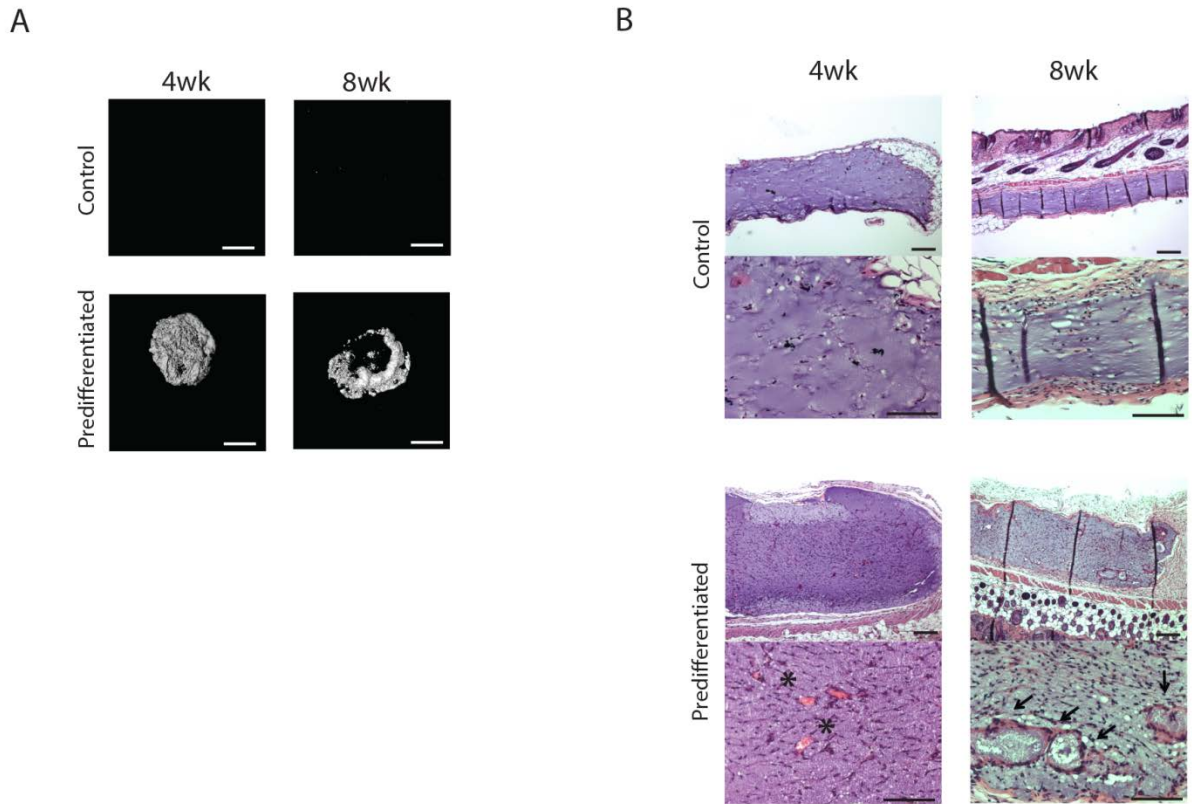 A
4wk 8wk
Control
Predifferentiated
B
4wk 8wk
Control
Predifferentiated
* *